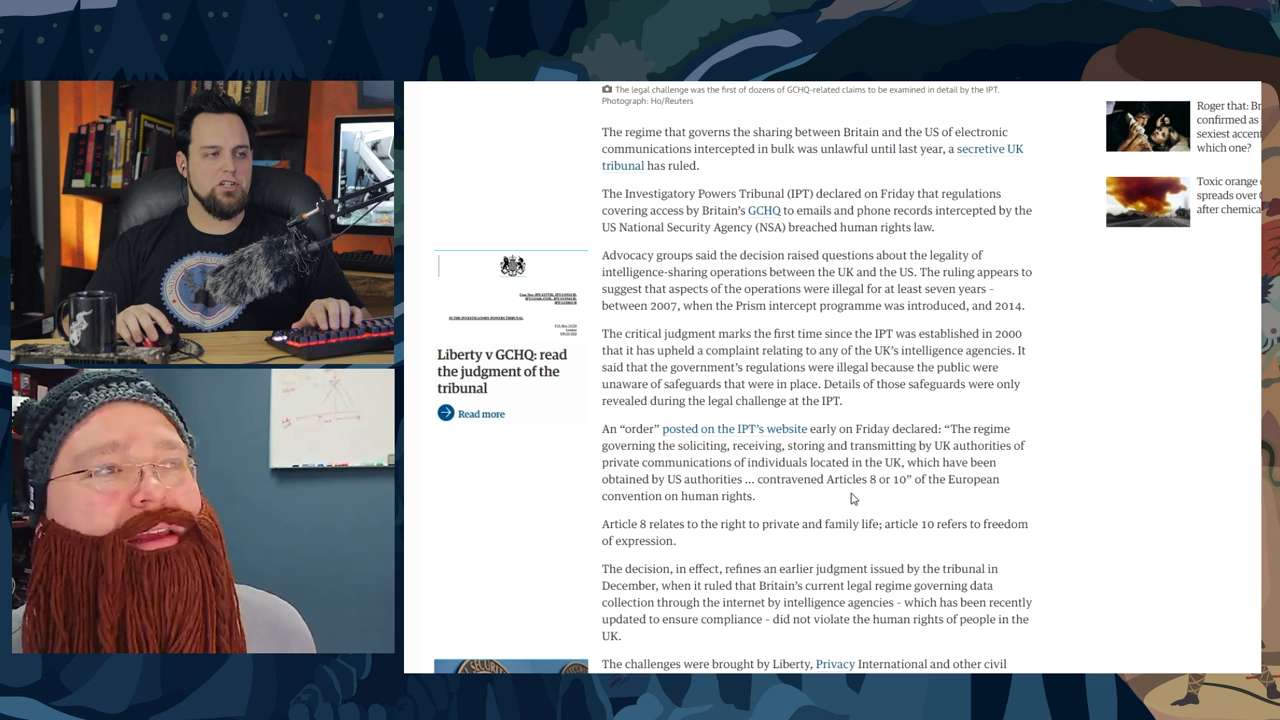 The legal challenge was the first of dozens of GCHQ-related claims to be examined in detail by the IPT.
Photograph: Ho/Reuters
The regime that governs the sharing between Britain and the US of electronic
communications intercepted in bulk was unlawful until last year, a secretive UK
tribunal has ruled.
The Investigatory Powers Tribunal (IPT) declared on Friday that regulations
covering access by Britain's GCHQ to emails and phone records intercepted by the
US National Security Agency (NSA) breached human rights law.
Advocacy groups said the decision raised questions about the legality of
intelligence-sharing operations between the UK and the US. The ruling appears to
suggest that aspects of the operations were illegal for at least seven years –
between 2007, when the Prism intercept programme was introduced, and 2014.
The critical judgment marks the first time since the IPT was established in 2000
that it has upheld a complaint relating to any of the UK's intelligence agencies. It
said that the government's regulations were illegal because the public were
unaware of safeguards that were in place. Details of those safeguards were only
revealed during the legal challenge at the IPT.
An “order” posted on the IPT's website early on Friday declared: “The regime
governing the soliciting, receiving, storing and transmitting by UK authorities of
private communications of individuals located in the UK, which have been
obtained by US authorities ... contravened Articles 8 or 10” of the European
convention on human rights.
Article 8 relates to the right to private and family life; article 10 refers to freedom
of expression.
The decision, in effect, refines an earlier judgment issued by the tribunal in
December, when it ruled that Britain's current legal regime governing data
collection through the internet by intelligence agencies – which has been recently
updated to ensure compliance – did not violate the human rights of people in the
UK.
The challenges were brought by Liberty, Privacy International and other civil
IN THE INVESTIGATORY POWERS TRIBUNAL
Liberty v GCHQ: read
the judgment of the
tribunal
Read more
SECURITY
Roger that: Br
confirmed as
sexiest accent
which one?
Toxic orange
spreads over
after chemica